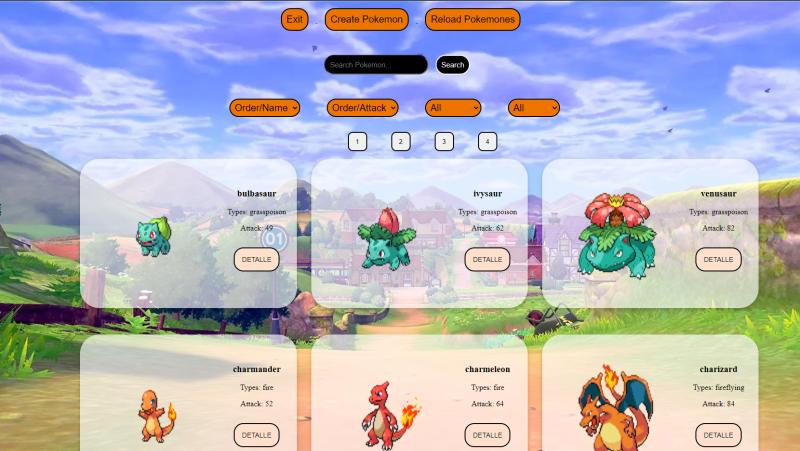 Exit Create Pokemon Reload Pokemones
Search Pokemon... Search
Order/Name Order/Attack All All
1 2 3 4
bulbasaur
Types: grasspoison
Attack: 49
DETALLE
ivysaur
Types: grasspoison
Attack: 62
DETALLE
venusaur
Types: grasspoison
Attack: 82
DETALLE
01
charmander
Types: fire
Attack: 52
DETALLE
charmeleon
Types: fire
Attack: 64
DETALLE
charizard
Types: fireflying
Attack: 84
DETALLE